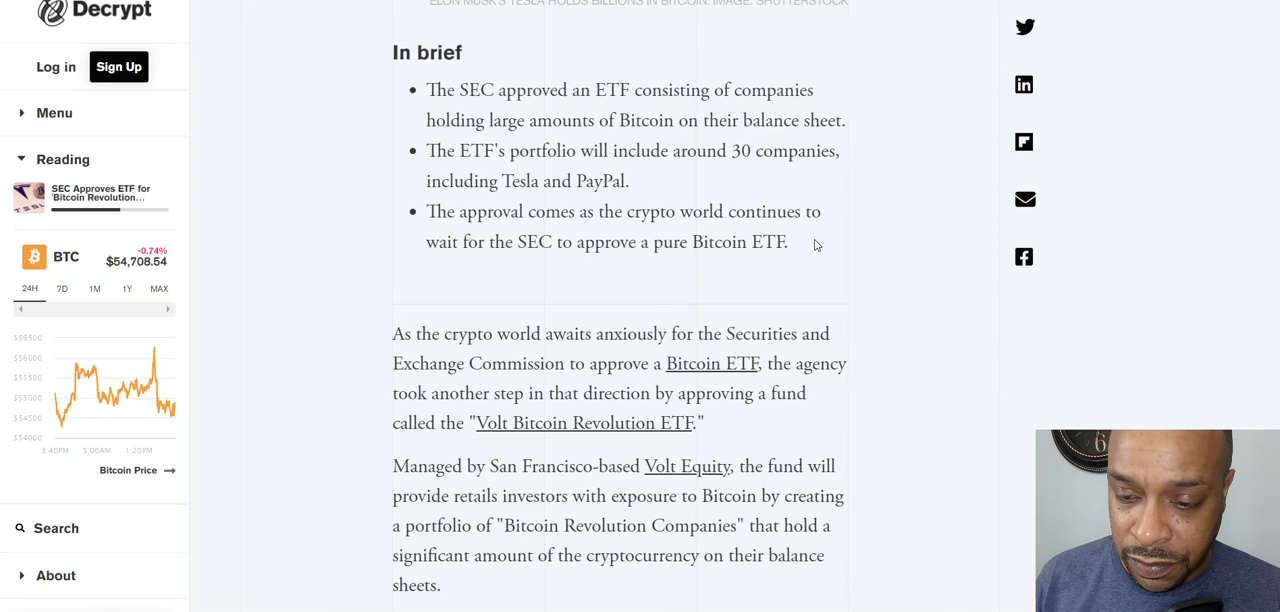 Decrypt
Log in
Sign Up
Menu
Reading
SEC Approves ETF for
'Bitcoin Revolution...
BTC
-0.74%
$54,708.54
24H 7D 1M 1Y MAX
$56500
$56000
$55500
$55000
$54500
$54000
8:40PM 5:00AM 1:20PM
Bitcoin Price
Search
About
ELON MUSK'S TESLA HOLDS BILLIONS IN BITCOIN. IMAGE: SHUTTERSTOCK
In brief
The SEC approved an ETF consisting of companies
holding large amounts of Bitcoin on their balance sheet.
The ETF's portfolio will include around 30 companies,
including Tesla and PayPal.
The approval comes as the crypto world continues to
wait for the SEC to approve a pure Bitcoin ETF.
As the crypto world awaits anxiously for the Securities and
Exchange Commission to approve a Bitcoin ETF, the agency
took another step in that direction by approving a fund
called the "Volt Bitcoin Revolution ETF."
Managed by San Francisco-based Volt Equity, the fund will
provide retails investors with exposure to Bitcoin by creating
a portfolio of "Bitcoin Revolution Companies" that hold a
significant amount of the cryptocurrency on their balance
sheets.
6